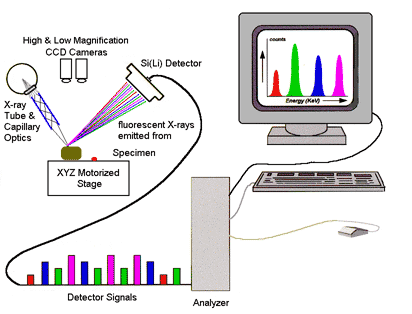 High & Low Magnification
CCD Cameras
Si(Li) Detector
X-ray
Tube &
Capillary
Optics
fluorescent X-rays
emitted from
Specimen
XYZ Motorized
Stage
counts
Energy (KeV)
Detector Signals
Analyzer